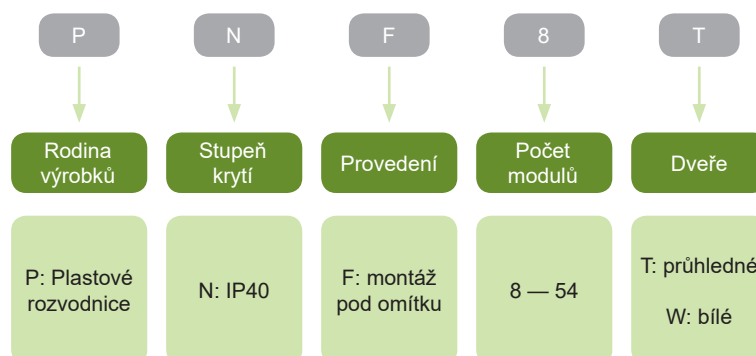 P N F 8 T
Rodina výrobků
Stupeň krytí
Provedení
Počet modulů
Dveře
P: Plastové
rozvodnice
N: IP40
F: montáž
pod omítku
8 — 54
T: průhledné
W: bílé